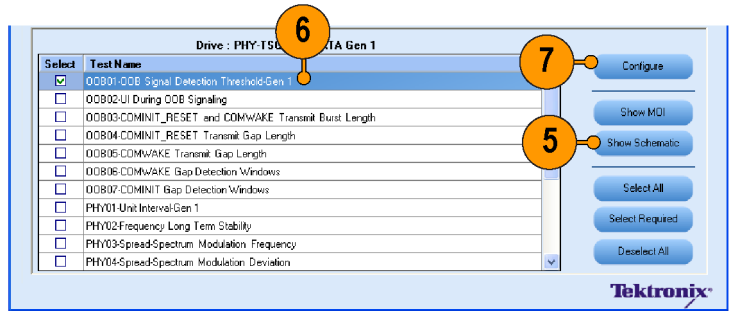 6
Drive : PHY-TS ATA Gen 1
Select Test Name
OOB01-OOB Signal Detection Threshold-Gen 1
OOB02-UI During OOB Signaling
OOB03-COMINIT_RESET and COMWAKE Transmit Burst Length
OOB04-COMINIT_RESET Transmit Gap Length
OOB05-COMWAKE Transmit Gap Length
OOB06-COMWAKE Gap Detection Windows
OOB07-COMINIT Gap Detection Windows
PHY01-Unit Interval-Gen 1
PHY02-Frequency Long Term Stability
PHY03-Spread-Spectrum Modulation Frequency
PHY04-Spread-Spectrum Modulation Deviation
7
Configure
Show MOI
5
Show Schematic
Select All
Select Required
Deselect All
Tektronix